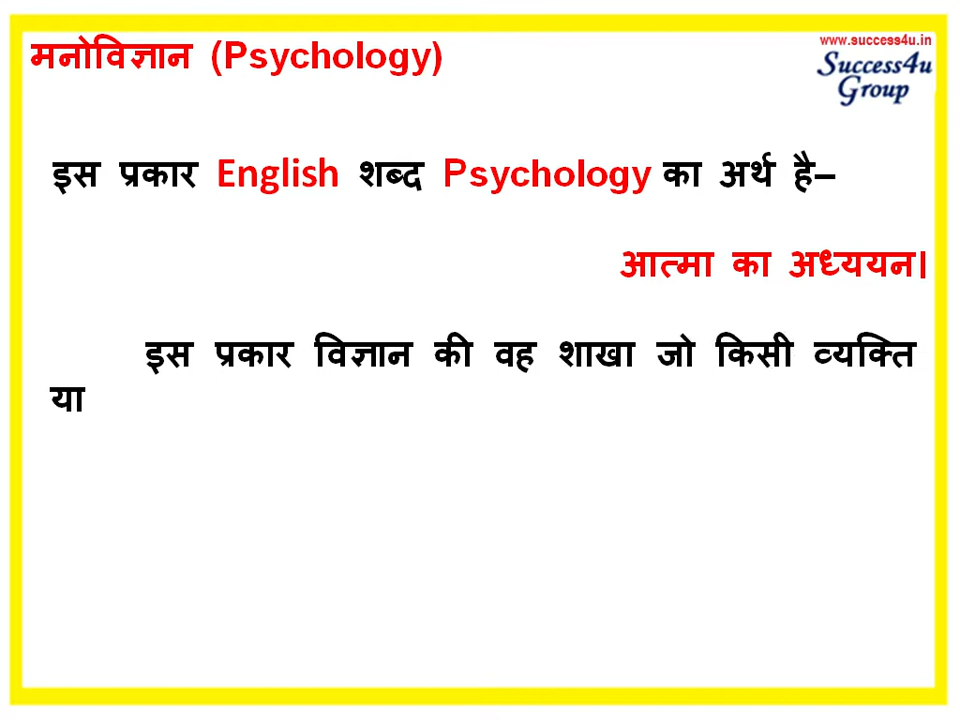 मनोविज्ञान (Psychology)
www.success4u.in
Success4u
Group
इस प्रकार English शब्द Psychology का अर्थ है–
आत्मा का अध्ययन।
इस प्रकार विज्ञान की वह शाखा जो किसी व्यक्ति
या